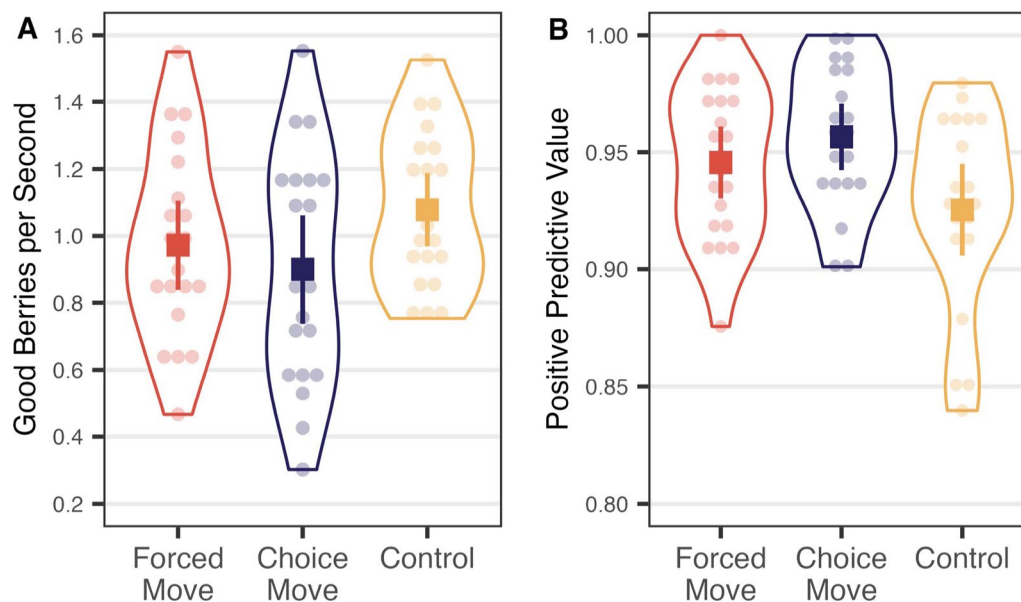 A
Good Berries per Second
1.6
1.4
1.2
1.0
0.8
0.6
0.4
0.2
Forced
Move
Choice
Move
Control
B
Positive Predictive Value
1.00
0.95
0.90
0.85
0.80
Forced
Move
Choice
Move
Control